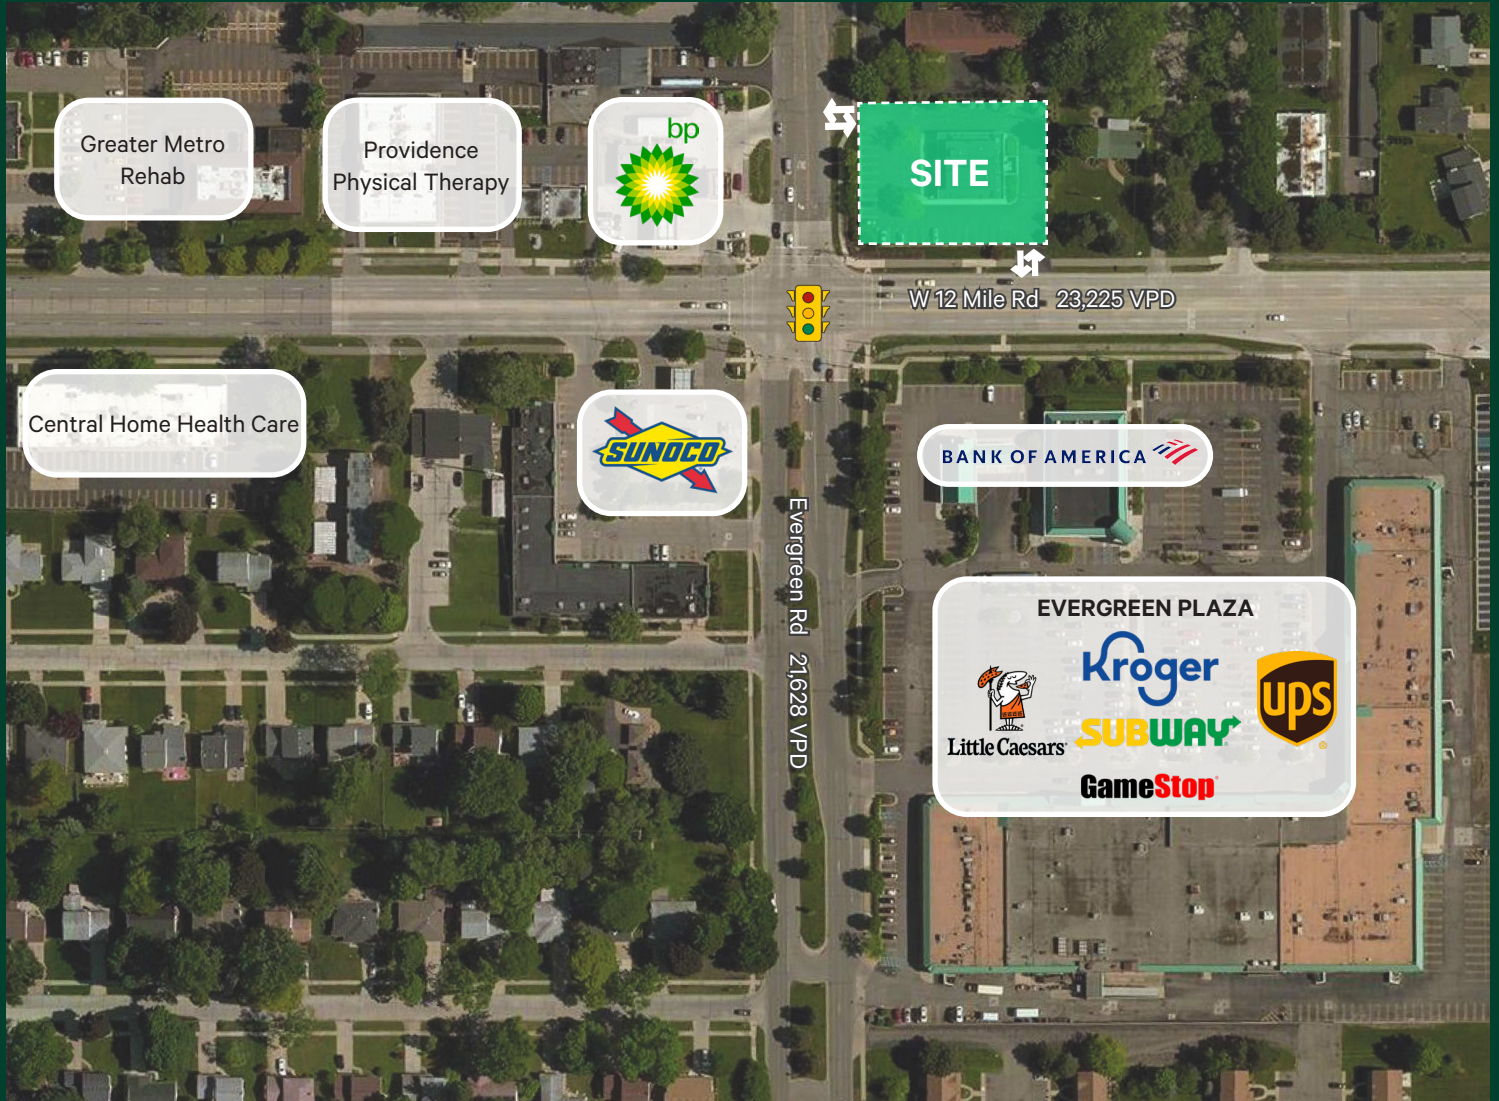 Greater Metro
Rehab
Providence
Physical Therapy
bp
SITE
W 12 Mile Rd 23,225 VPD
Central Home Health Care
SUNOCO
BANK OF AMERICA
Evergreen Rd 21,628 VPD
EVERGREEN PLAZA
Kroger
Little Caesars
SUBWAY
ups
GameStop